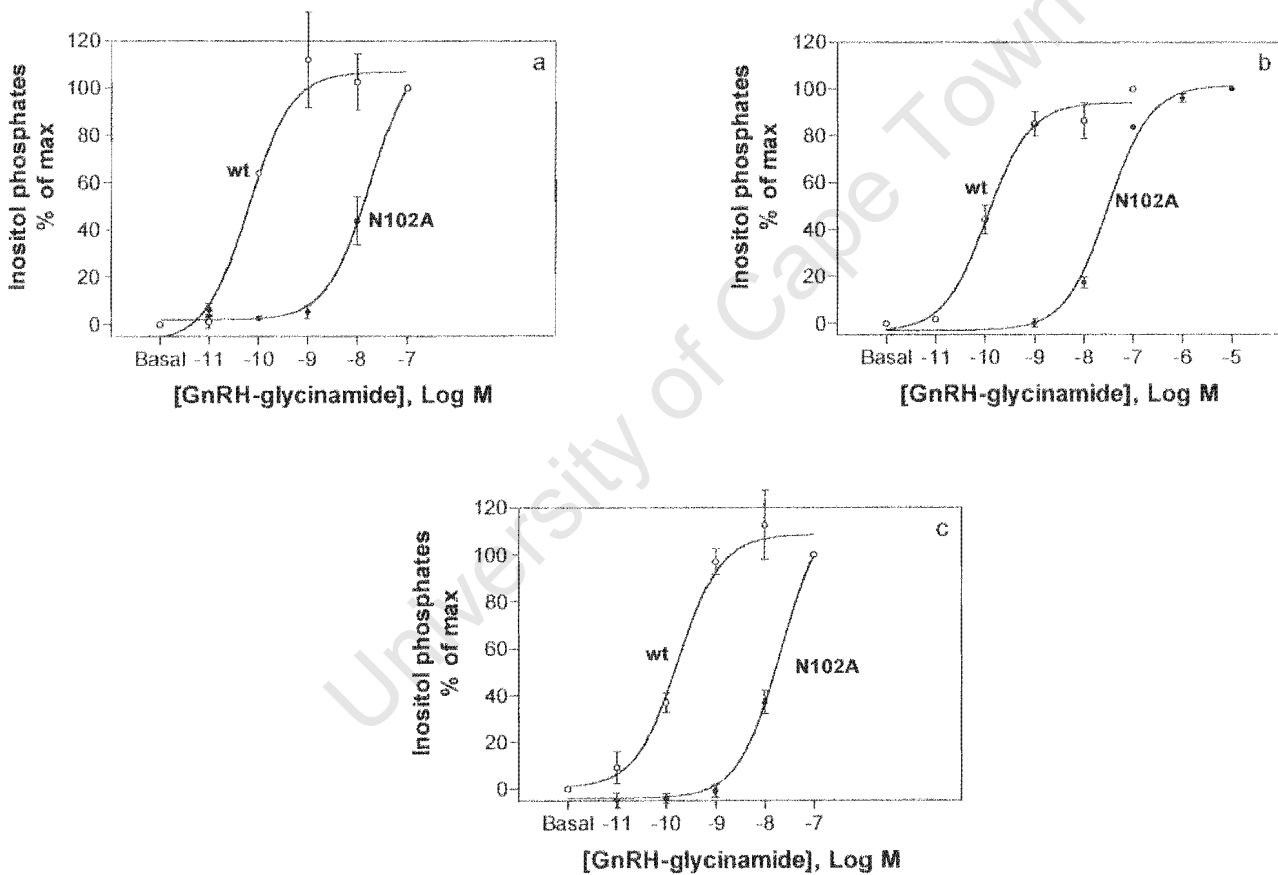 a
120
100
80
60
40
20
0
Inositol phosphates
% of max
wt
N102A
Basal -11 -10 -9 -8 -7
[GnRH-glycinamide], Log M
b
120
100
80
60
40
20
0
Inositol phosphates
% of max
wt
N102A
Basal -11 -10 -9 -8 -7 -6 -5
[GnRH-glycinamide], Log M
c
120
100
80
60
40
20
0
Inositol phosphates
% of max
wt
N102A
Basal -11 -10 -9 -8 -7
[GnRH-glycinamide], Log M
University of Cape Town